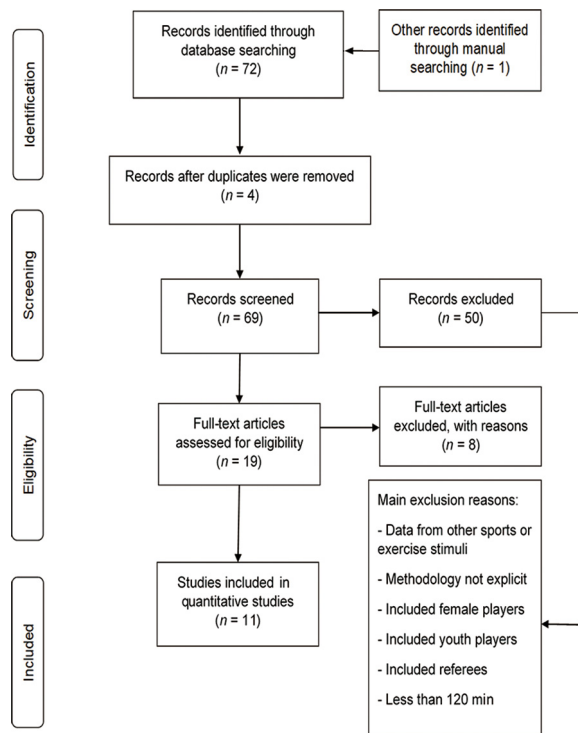 Identification
Records identified through
database searching
(n = 72)
Other records identified
through manual
searching (n = 1)
Records after duplicates were removed
(n = 4)
Screening
Records screened
(n = 69)
Records excluded
(n = 50)
Eligibility
Full-text articles
assessed for eligibility
(n = 19)
Full-text articles
excluded, with reasons
(n = 8)
Included
Studies included in
quantitative studies
(n = 11)
Main exclusion reasons:
- Data from other sports or
exercise stimuli
- Methodology not explicit
- Included female players
- Included youth players
- Included referees
- Less than 120 min